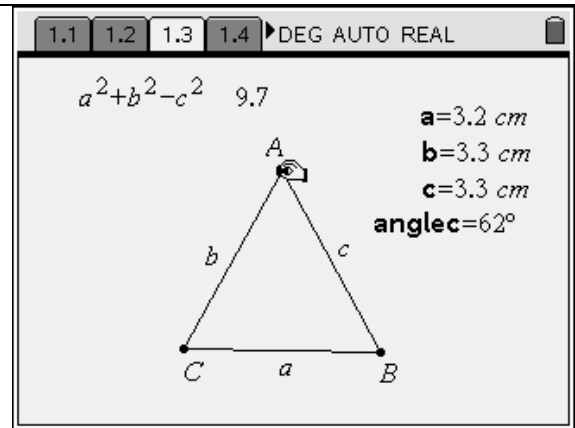 1.1 1.2 1.3 1.4 DEG AUTO REAL
a²+b²−c² 9.7
a=3.2 cm
b=3.3 cm
c=3.3 cm
anglec=62°
A
b
c
C
a
B